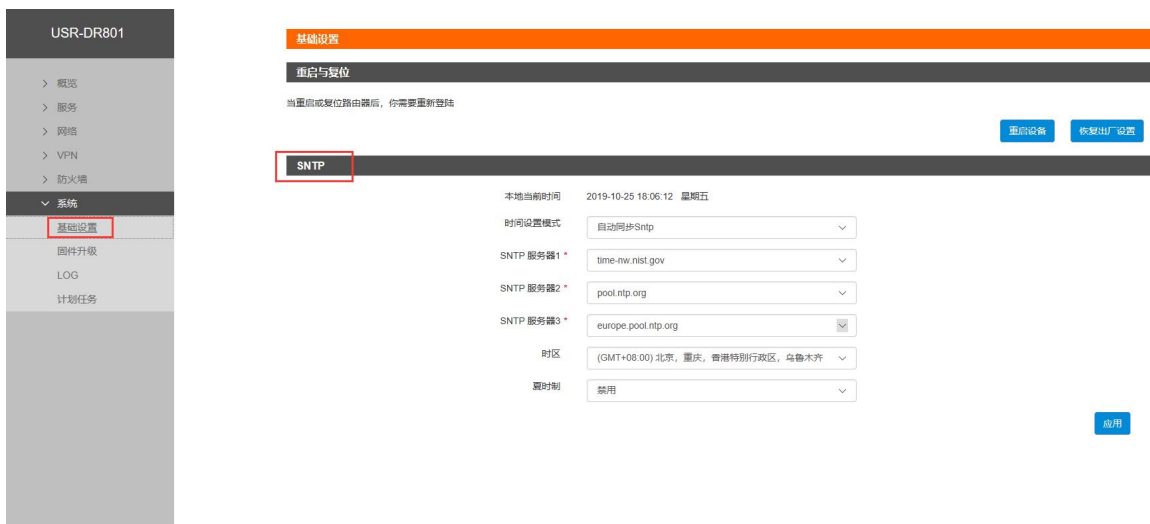 USR-DR801
概览
服务
网络
VPN
防火墙
系统
基础设置
固件升级
LOG
计划任务
基础设置
重启与复位
当重启或复位路由器后，你需要重新登陆
重启设备 恢复出厂设置
SNTP
本地当前时间 2019-10-25 18:06:12 星期五
时间设置模式 自动同步Sntp
SNTP 服务器1 * time-nw.nist.gov
SNTP 服务器2 * pool.ntp.org
SNTP 服务器3 * europe.pool.ntp.org
时区 (GMT+08:00) 北京，重庆，香港特别行政区，乌鲁木齐
夏时制 禁用
应用